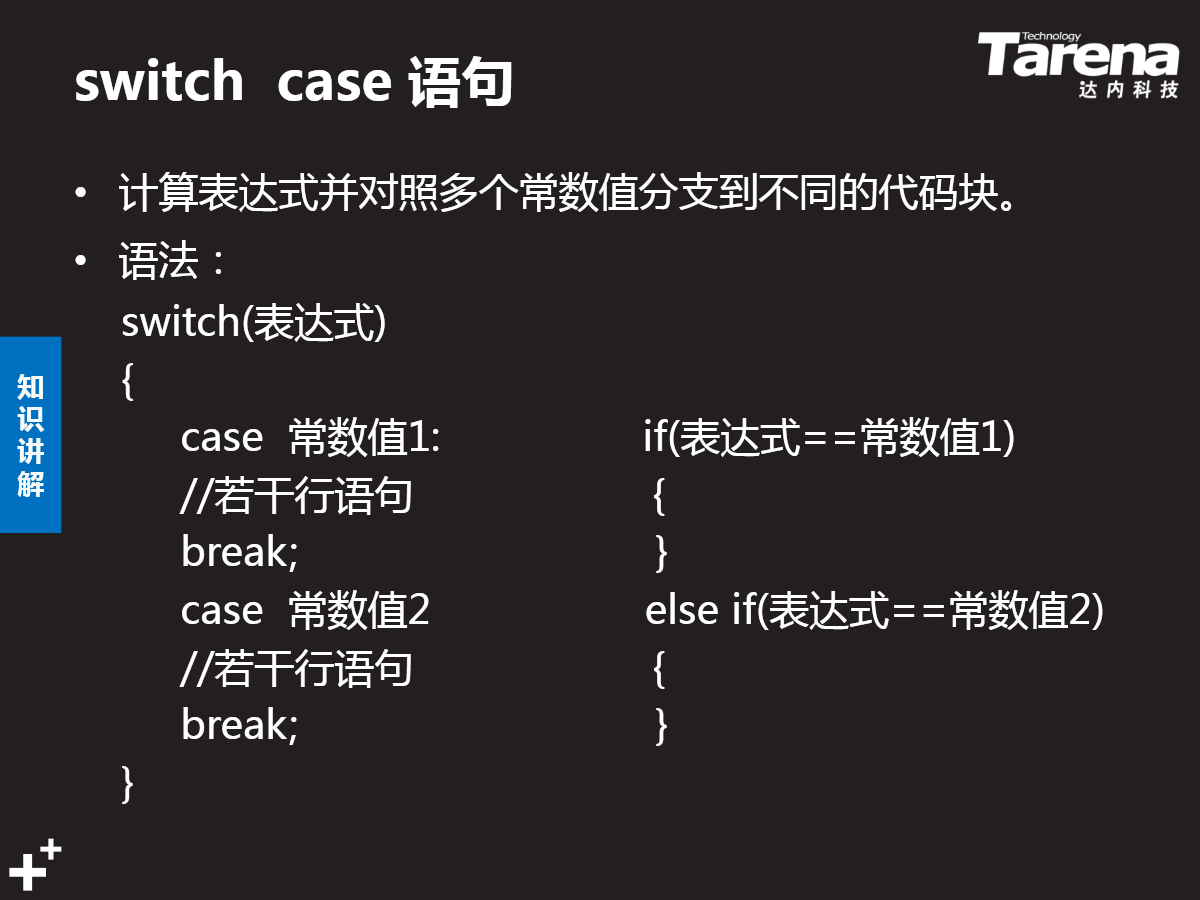 switch case 语句
Technology
Tarena
达内科技
• 计算表达式并对照多个常数值分支到不同的代码块。
• 语法：
switch(表达式)
{
case 常数值1: if(表达式==常数值1)
//若干行语句 {
break; }
case 常数值2 else if(表达式==常数值2)
//若干行语句 {
break; }
}
知识讲解